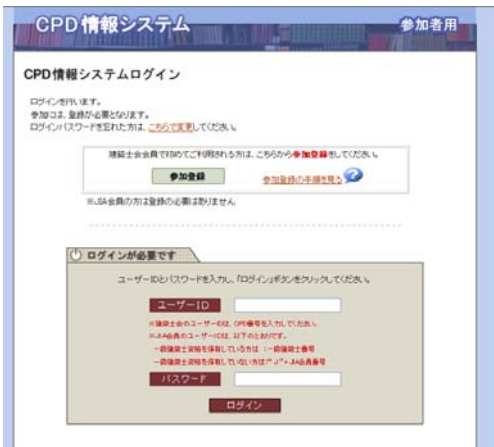 CPD情報システム
参加者用
CPD情報システムログイン
ログインを行います。
参加には、登録が必要となります。
ログインパスワードを忘れた方は、こちらで変更してください。
建築士会会員で初めてご利用される方は、こちらから参加登録をしてください。
参加登録
参加登録の手順を見る
※JIA会員の方は登録の必要はありません
ログインが必要です
ユーザーIDとパスワードを入力し、「ログイン」ボタンをクリックしてください。
ユーザーID
※建築士会のユーザーIDは、CPD番号を入力してください。
※JIA会員のユーザーIDは、以下のとおりです。
一級建築士資格を保有している方は :一級建築士番号
一級建築士資格を保有していない方は:"J"+JIA会員番号
パスワード
ログイン